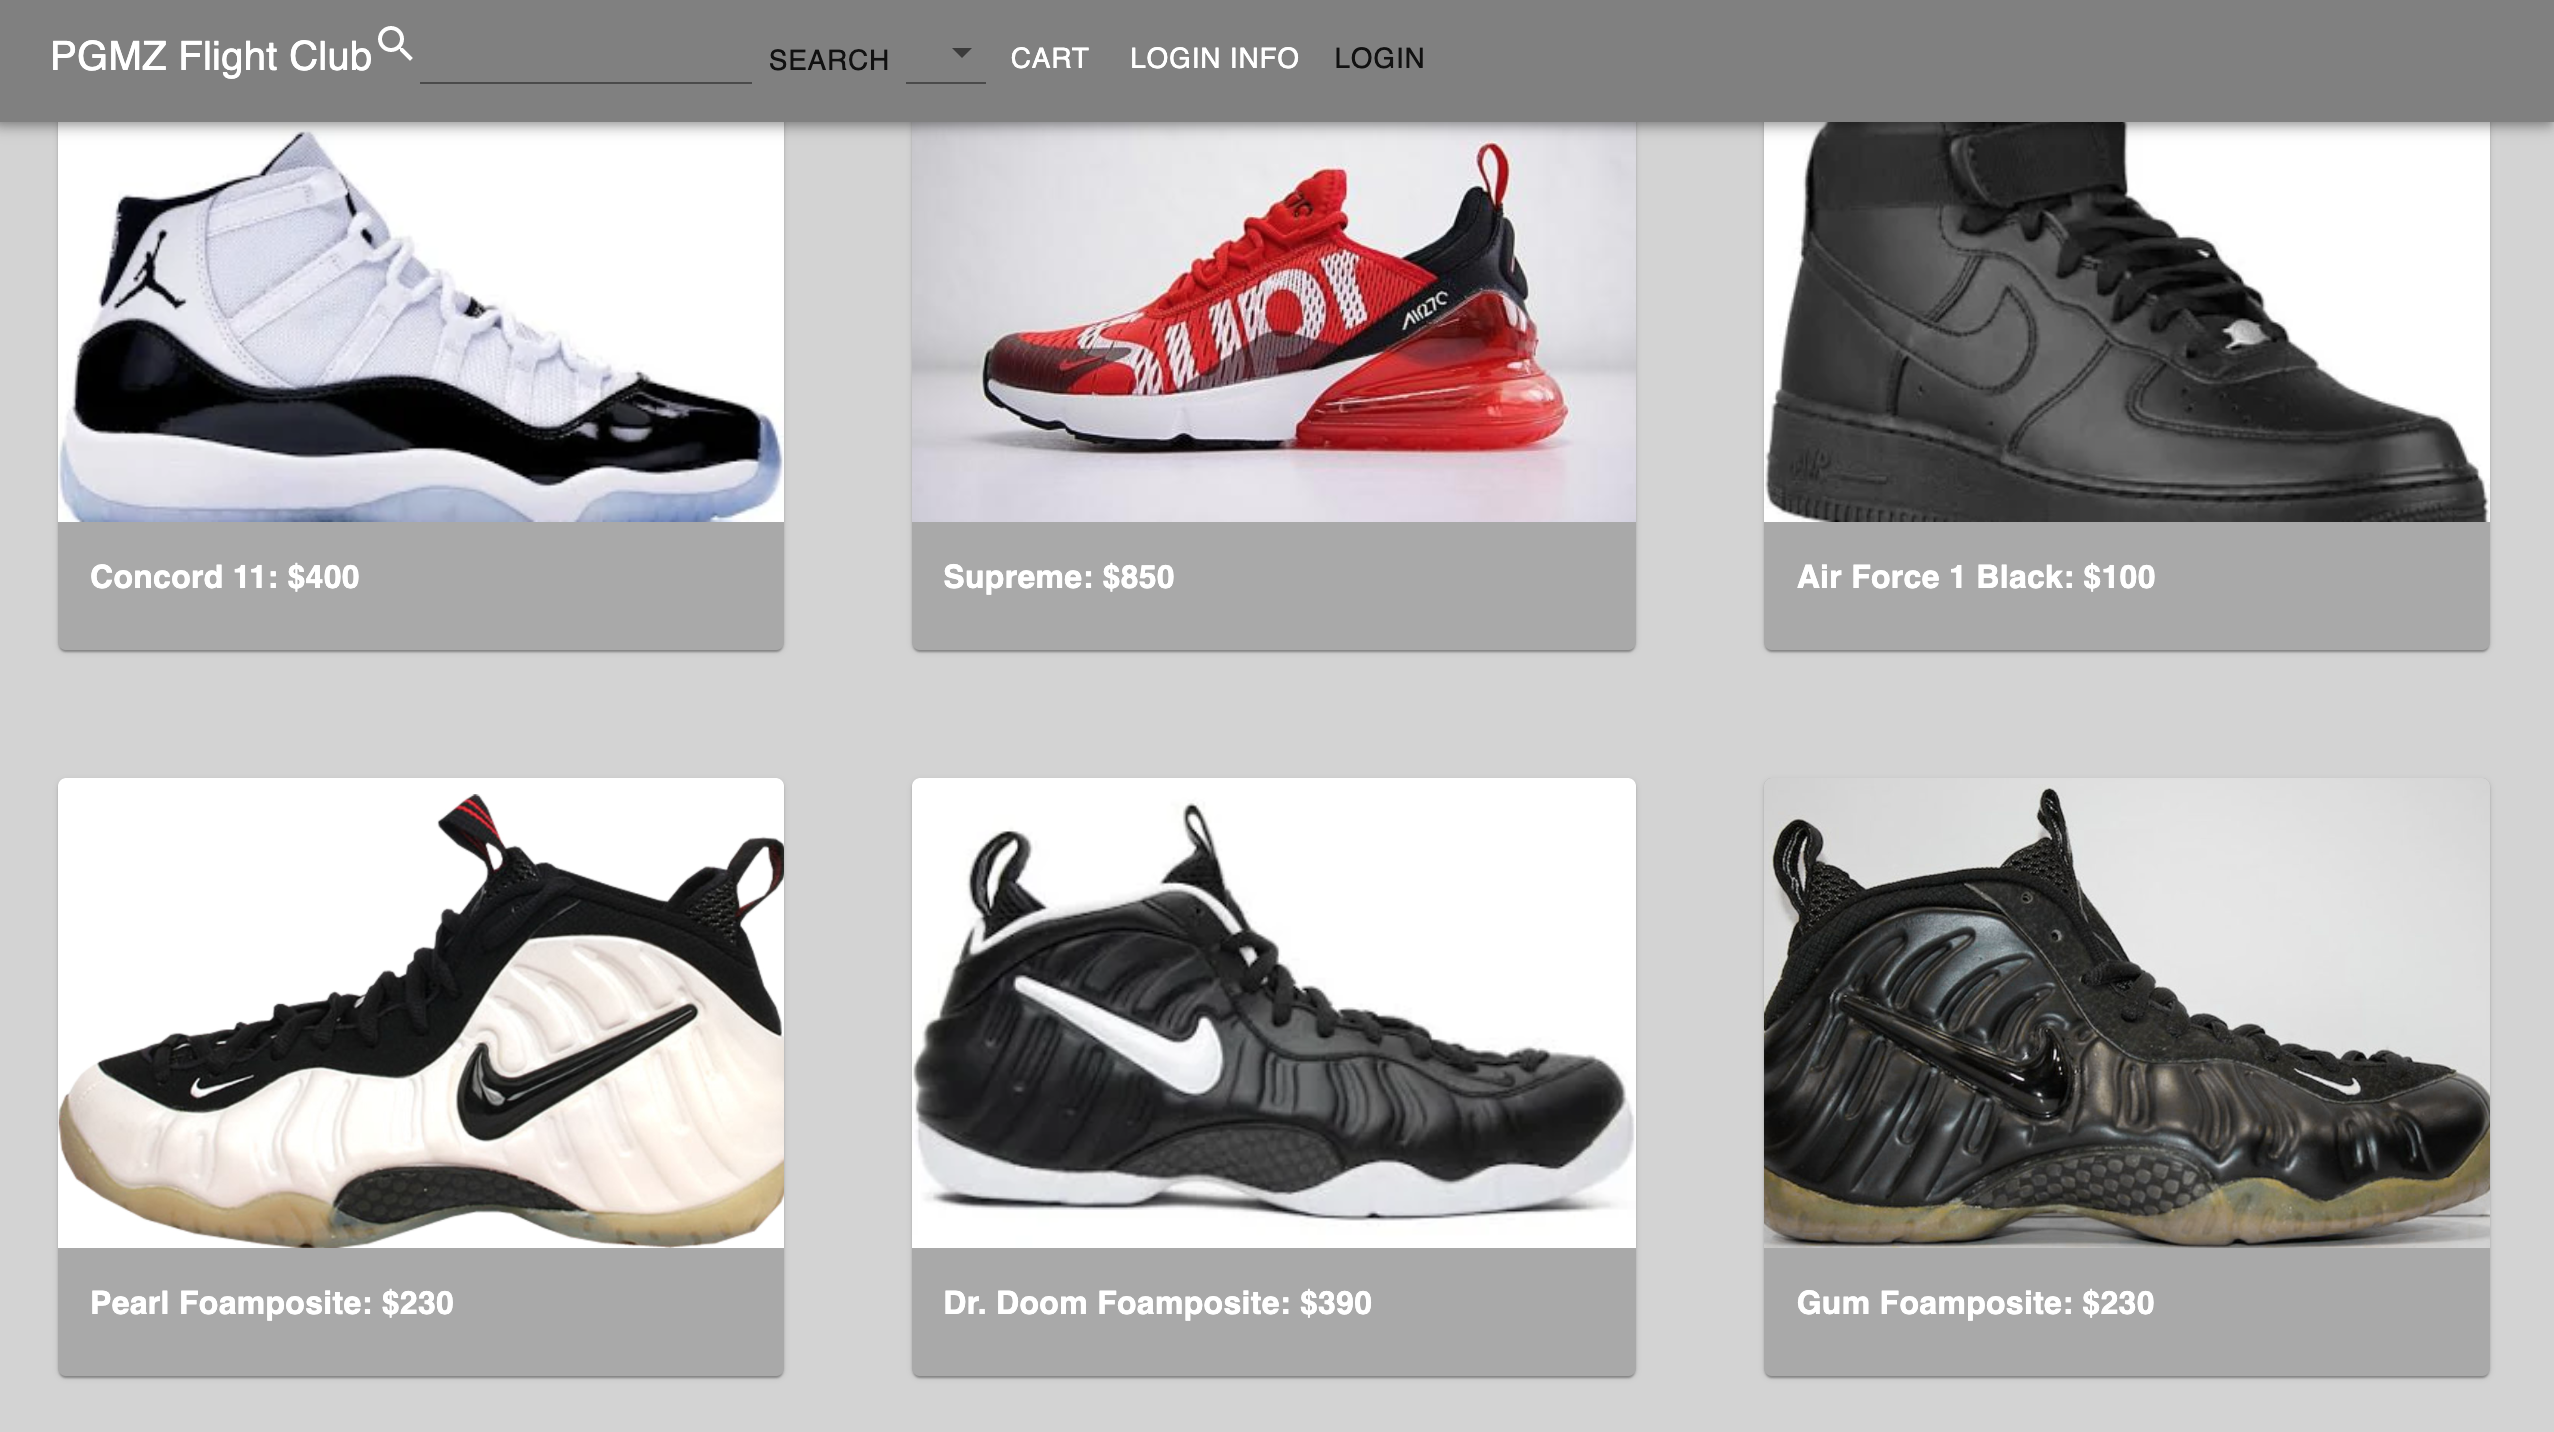 PGMZ Flight Club SEARCH CART LOGIN INFO LOGIN
Concord 11: $400
Supreme: $850
Air Force 1 Black: $100
Pearl Foamposite: $230
Dr. Doom Foamposite: $390
Gum Foamposite: $230